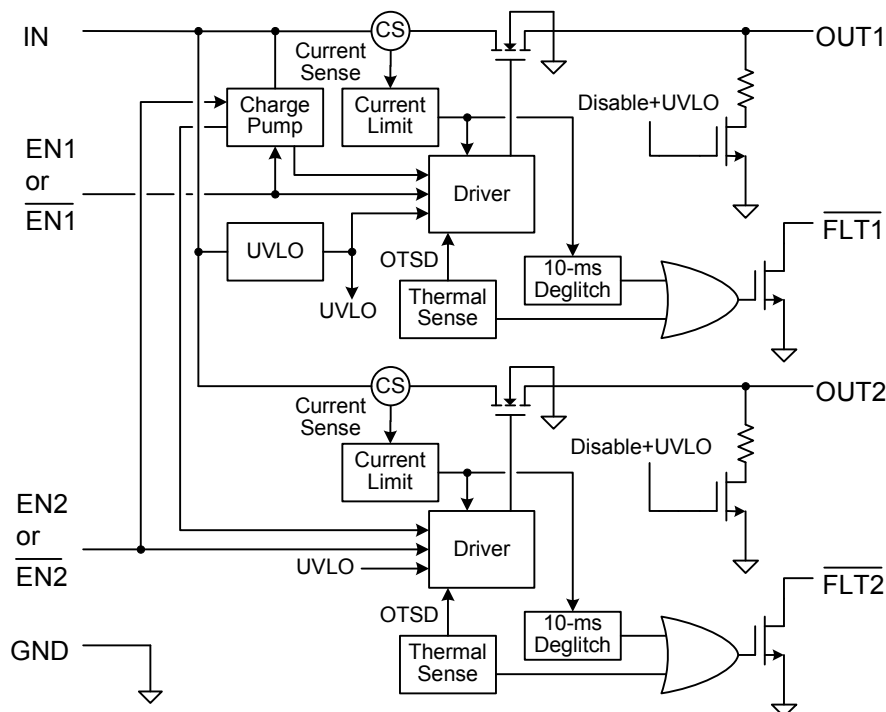 IN
CS
OUT1
Current
Sense
Charge
Pump
Current
Limit
Disable+UVLO
EN1
or
EN1
Driver
FLT1
UVLO
OTSD
10-ms
Deglitch
UVLO
Thermal
Sense
CS
OUT2
Current
Sense
Current
Limit
Disable+UVLO
EN2
or
EN2
Driver
UVLO
FLT2
OTSD
10-ms
Deglitch
GND
Thermal
Sense